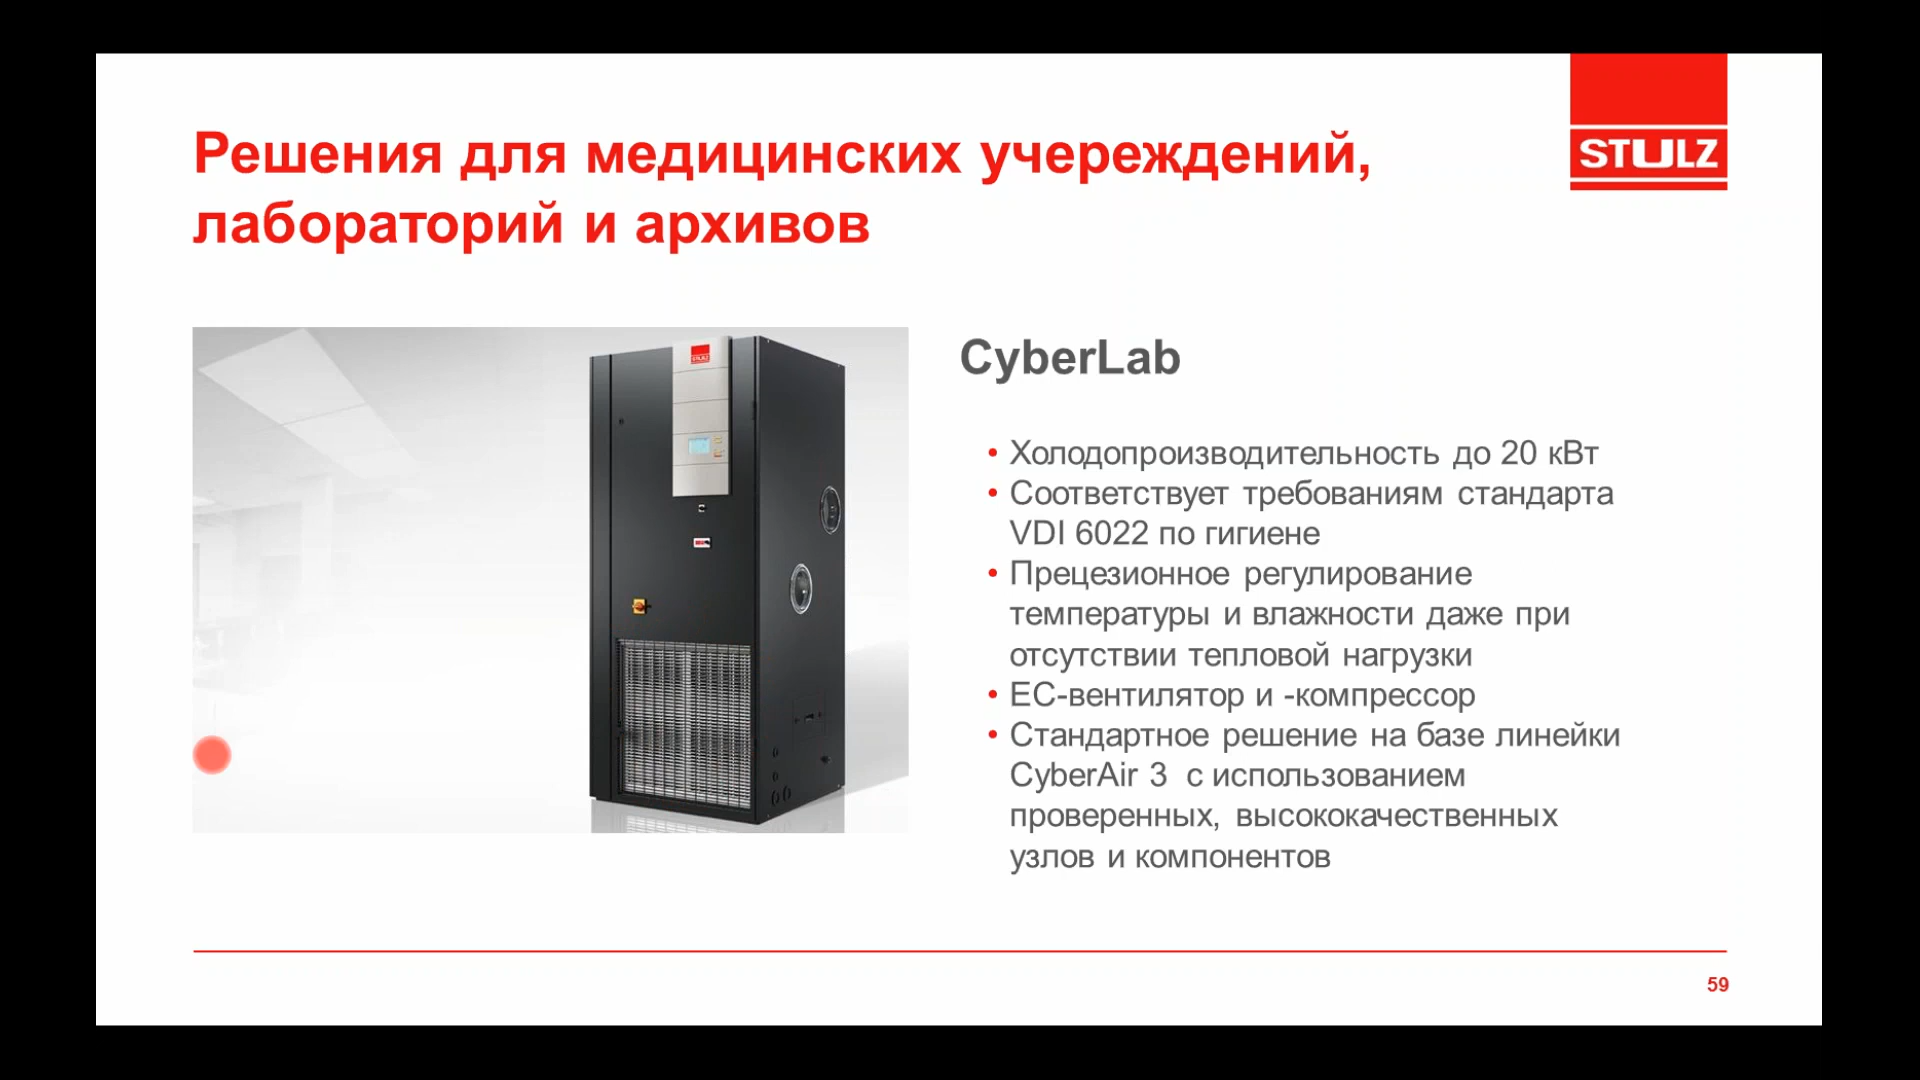 Решения для медицинских учереждений,
лабораторий и архивов
STULZ
STULZ
CyberLab
• Холодопроизводительность до 20 кВт
• Соответствует требованиям стандарта
VDI 6022 по гигиене
• Прецезионное регулирование
температуры и влажности даже при
отсутствии тепловой нагрузки
• ЕС-вентилятор и -компрессор
• Стандартное решение на базе линейки
CyberAir 3 с использованием
проверенных, высококачественных
узлов и компонентов
59